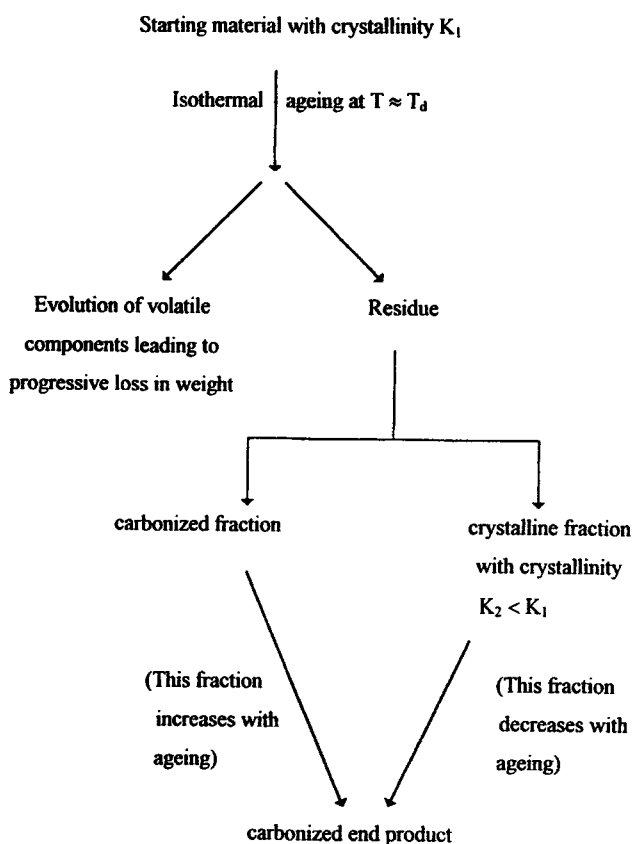 Starting material with crystallinity K₁
Isothermal ageing at T ≈ T_d
Evolution of volatile
components leading to
progressive loss in weight
Residue
carbonized fraction
crystalline fraction
with crystallinity
K₂ < K₁
(This fraction
increases with
ageing)
(This fraction
decreases with
ageing)
carbonized end product